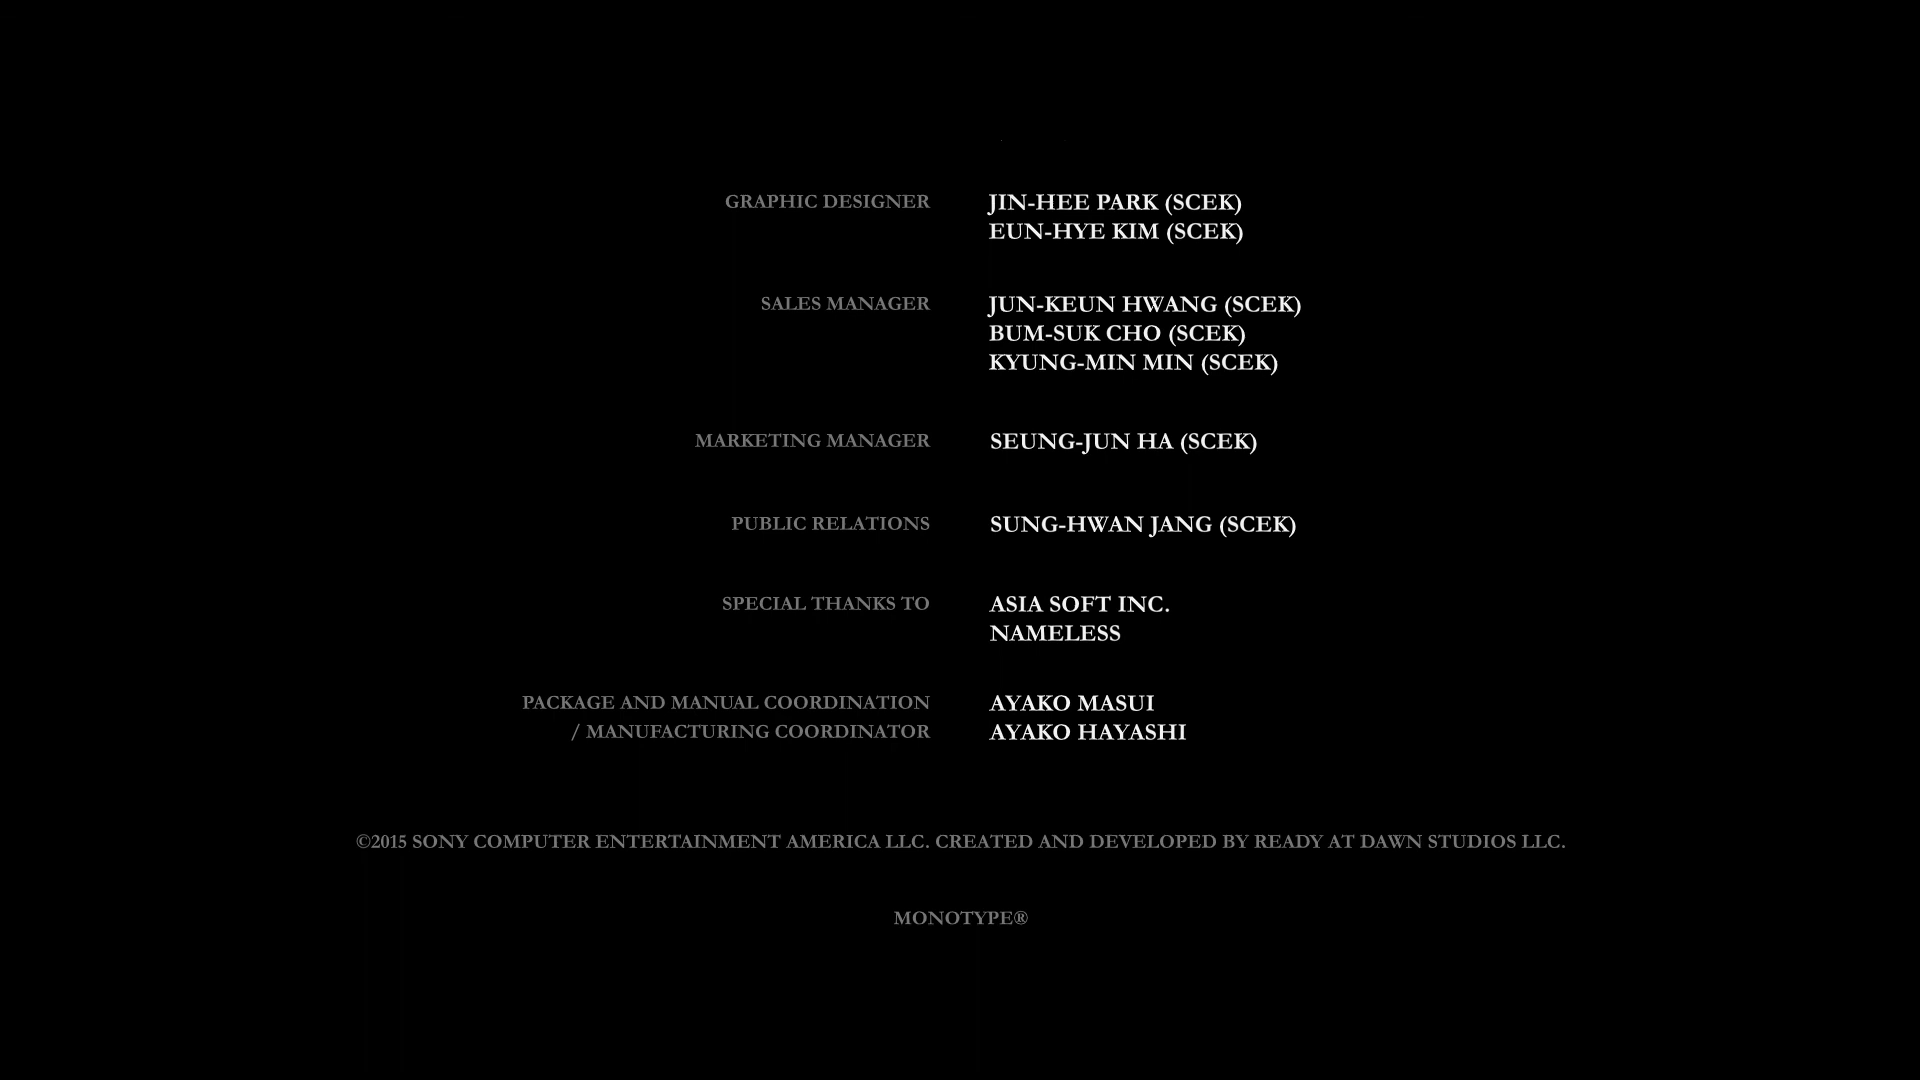 GRAPHIC DESIGNER JIN-HEE PARK (SCEK)
EUN-HYE KIM (SCEK)
SALES MANAGER JUN-KEUN HWANG (SCEK)
BUM-SUK CHO (SCEK)
KYUNG-MIN MIN (SCEK)
MARKETING MANAGER SEUNG-JUN HA (SCEK)
PUBLIC RELATIONS SUNG-HWAN JANG (SCEK)
SPECIAL THANKS TO ASIA SOFT INC.
NAMELESS
PACKAGE AND MANUAL COORDINATION AYAKO MASUI
/ MANUFACTURING COORDINATOR AYAKO HAYASHI
©2015 SONY COMPUTER ENTERTAINMENT AMERICA LLC. CREATED AND DEVELOPED BY READY AT DAWN STUDIOS LLC.
MONOTYPE®